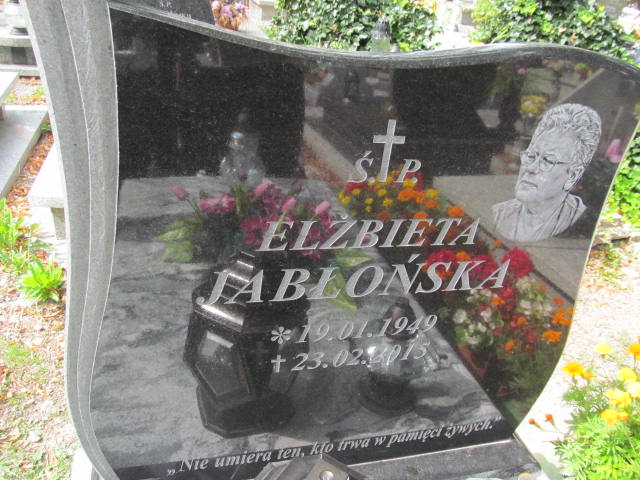 Ś.P.
ELŻBIETA
JABŁOŃSKA
* 19.01.1949
† 23.02.2015
„Nie umiera ten, kto trwa w pamięci żywych.”